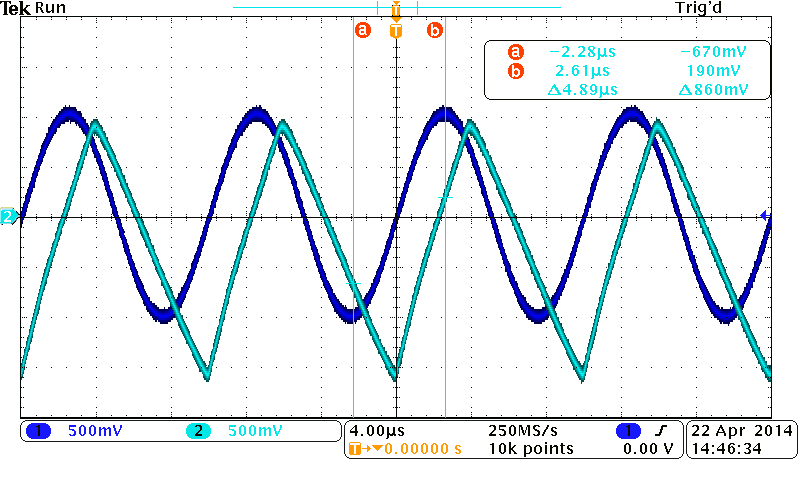 Tek Run Trig'd
T
a T b
a −2.28µs −670mV
b 2.61µs 190mV
Δ4.89µs Δ860mV
2
1 500mV 2 500mV 4.00µs 250MS/s 1 22 Apr 2014
T→▼0.00000 s 10k points 0.00 V 14:46:34